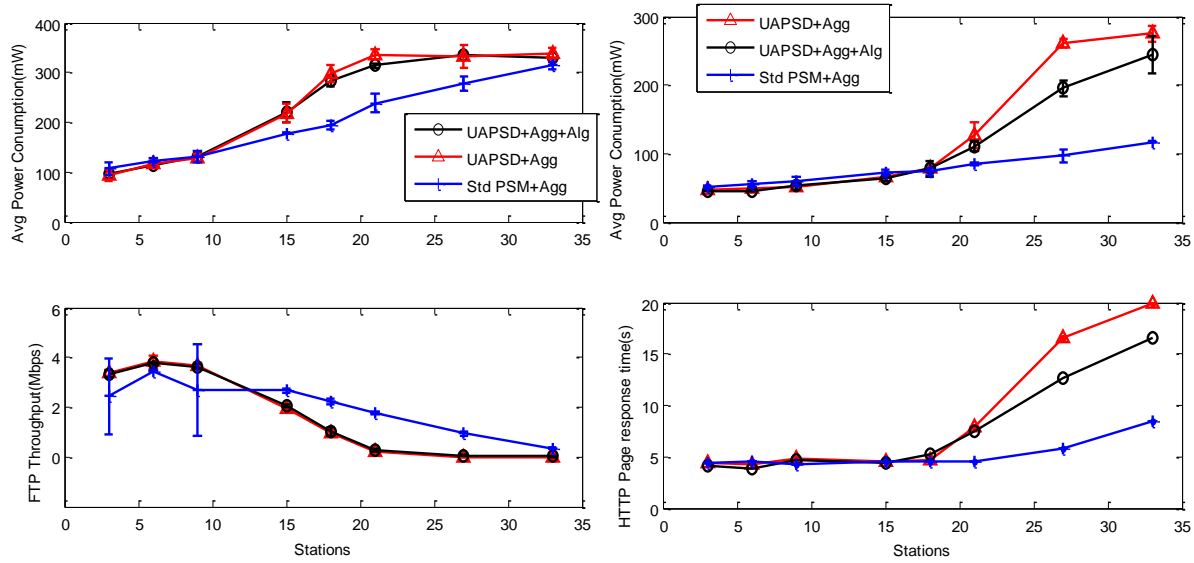 400
300
200
100
0
Avg Power Conumption(mW)
0 5 10 15 20 25 30 35
UAPSD+Agg+Alg
UAPSD+Agg
Std PSM+Agg
300
200
100
0
Avg Power Conumption(mW)
0 5 10 15 20 25 30 35
UAPSD+Agg
UAPSD+Agg+Alg
Std PSM+Agg
6
4
2
0
FTP Throughput(Mbps)
0 5 10 15 20 25 30 35
Stations
20
15
10
5
0
HTTP Page response time(s)
0 5 10 15 20 25 30 35
Stations